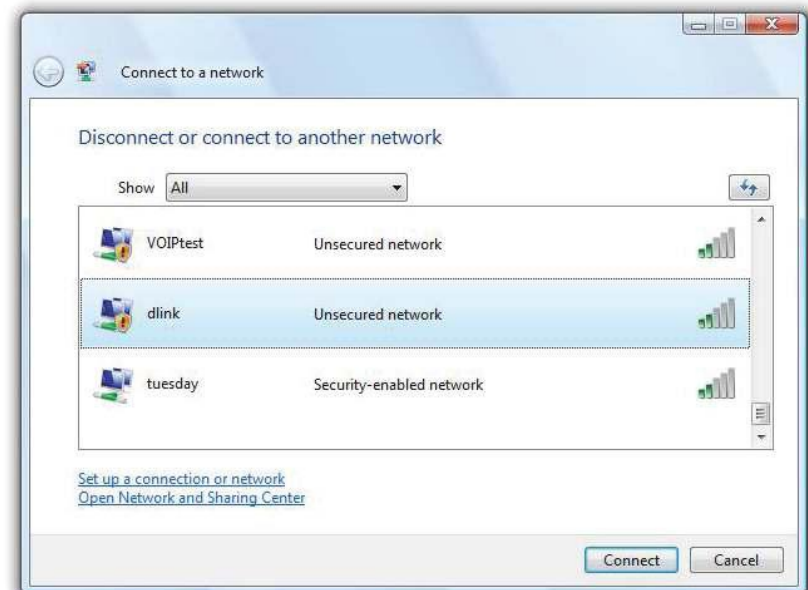 Connect to a network
Disconnect or connect to another network
Show All
VOIPtest Unsecured network
dlink Unsecured network
tuesday Security-enabled network
Set up a connection or network
Open Network and Sharing Center
Connect Cancel